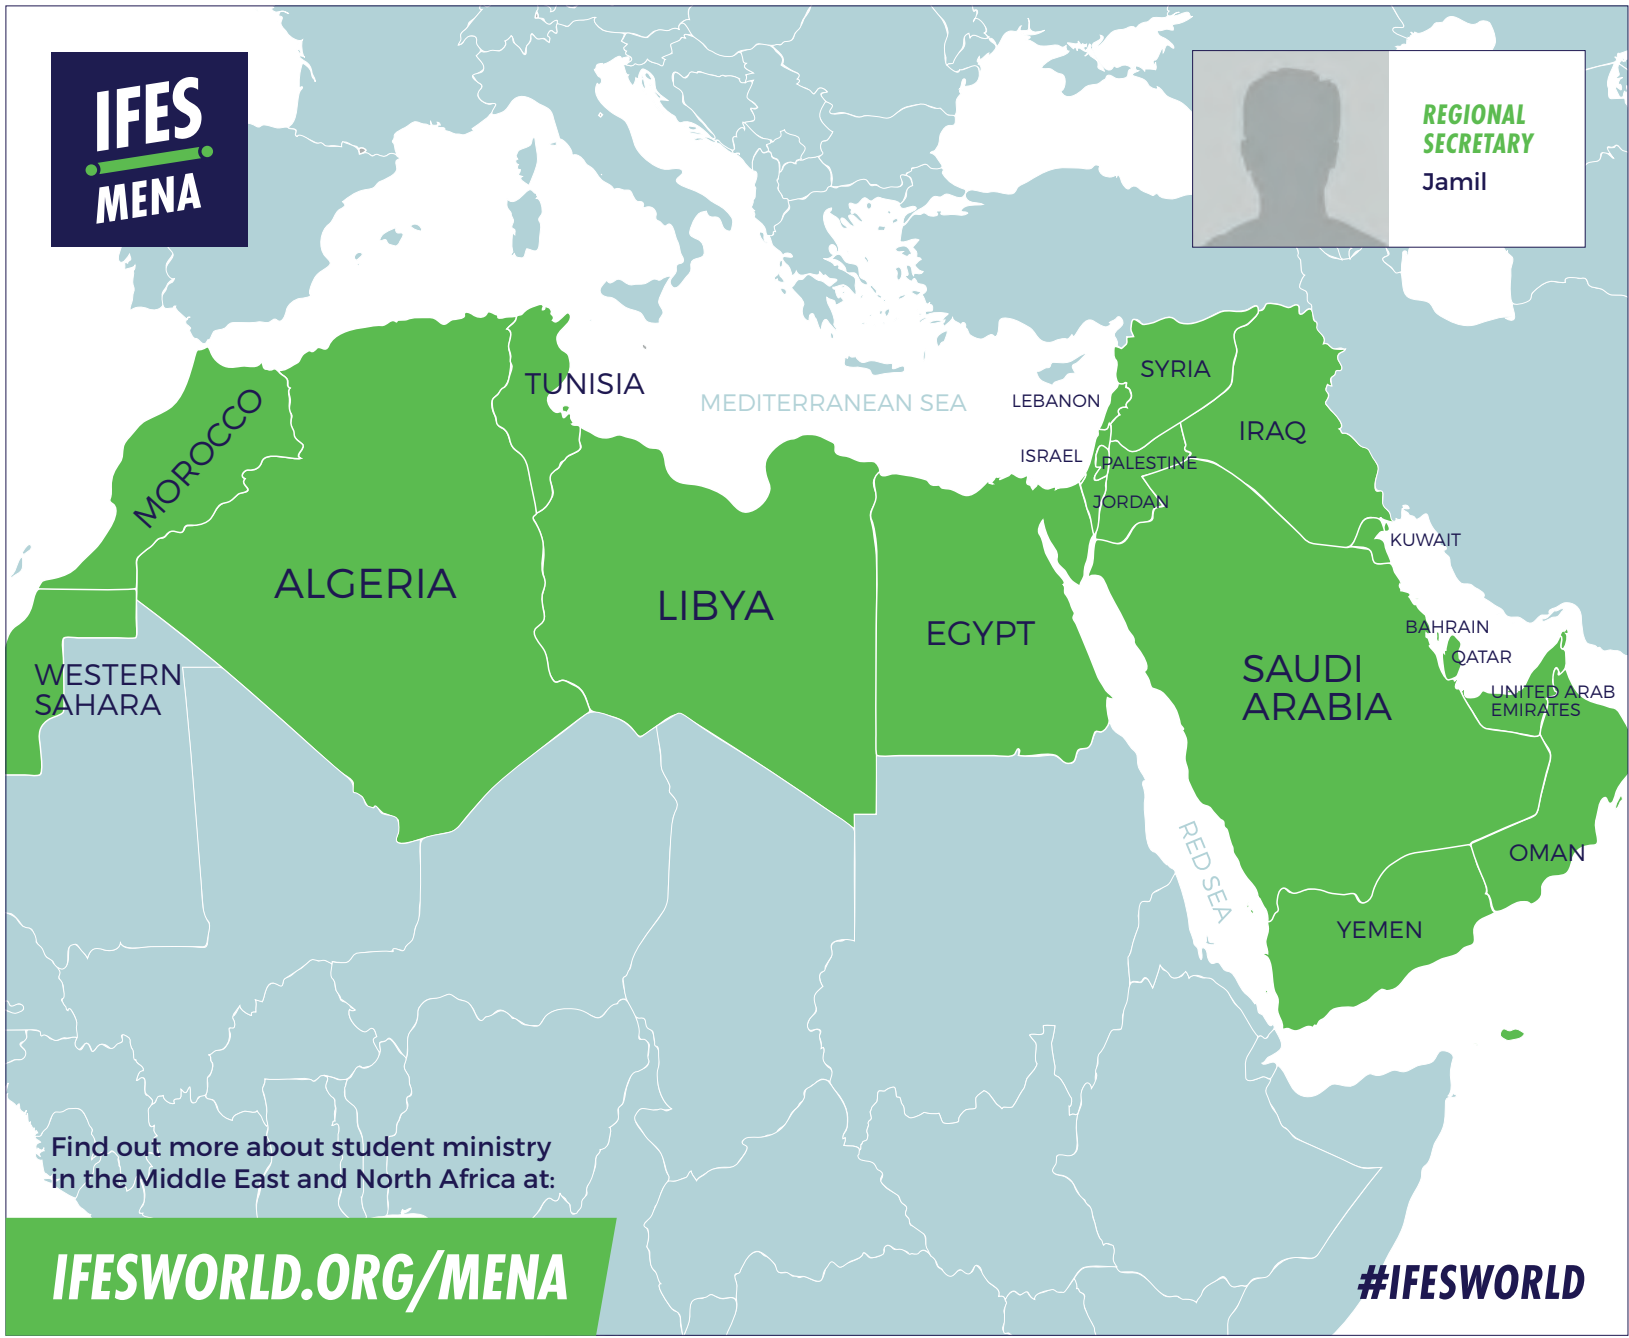 IFES
MENA
REGIONAL
SECRETARY
Jamil
SYRIA
TUNISIA
MEDITERRANEAN SEA
LEBANON
MOROCCO
IRAQ
ISRAEL
PALESTINE
JORDAN
KUWAIT
ALGERIA
LIBYA
EGYPT
BAHRAIN
QATAR
SAUDI
ARABIA
WESTERN
SAHARA
UNITED ARAB
EMIRATES
RED SEA
OMAN
YEMEN
Find out more about student ministry
in the Middle East and North Africa at:
IFESWORLD.ORG/MENA
#IFESWORLD